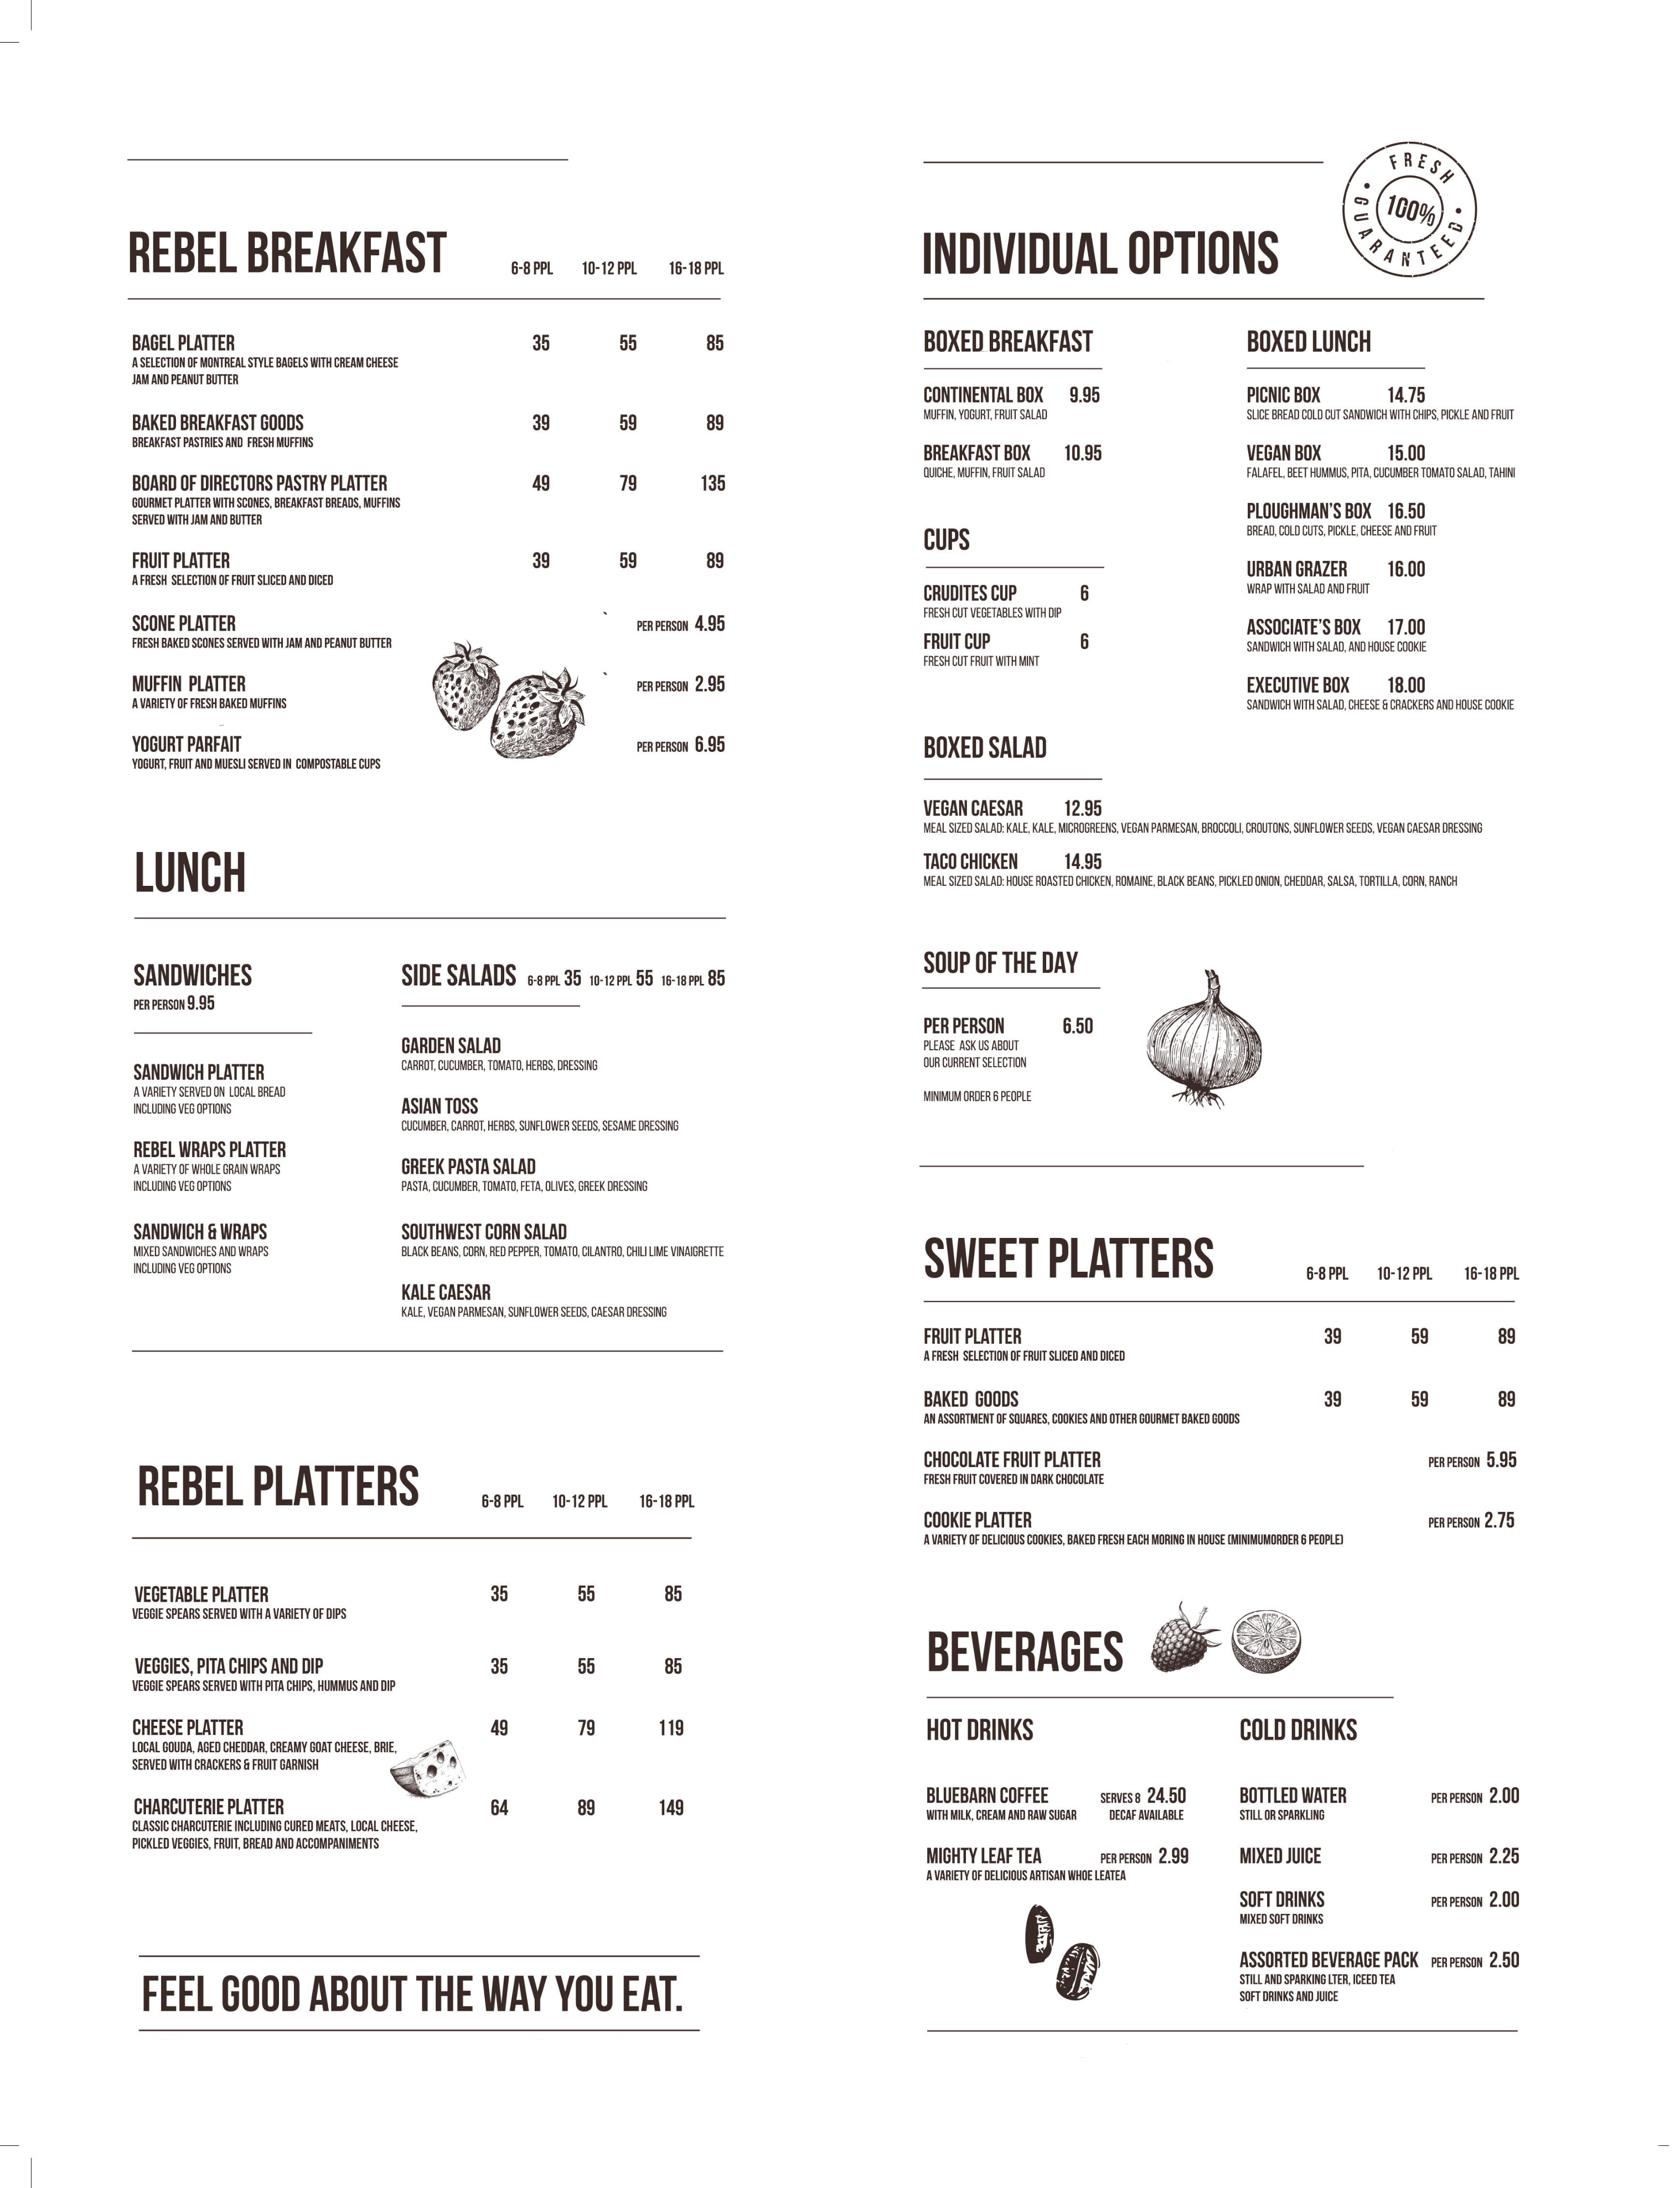 REBEL BREAKFAST 6-8 PPL 10-12 PPL 16-18 PPL
BAGEL PLATTER 35 55 85
A SELECTION OF MONTREAL STYLE BAGELS WITH CREAM CHEESE
JAM AND PEANUT BUTTER
BAKED BREAKFAST GOODS 39 59 89
BREAKFAST PASTRIES AND FRESH MUFFINS
BOARD OF DIRECTORS PASTRY PLATTER 49 79 135
GOURMET PLATTER WITH SCONES, BREAKFAST BREADS, MUFFINS
SERVED WITH JAM AND BUTTER
FRUIT PLATTER 39 59 89
A FRESH SELECTION OF FRUIT SLICED AND DICED
SCONE PLATTER PER PERSON 4.95
FRESH BAKED SCONES SERVED WITH JAM AND PEANUT BUTTER
MUFFIN PLATTER PER PERSON 2.95
A VARIETY OF FRESH BAKED MUFFINS
YOGURT PARFAIT PER PERSON 6.95
YOGURT, FRUIT AND MUESLI SERVED IN COMPOSTABLE CUPS
LUNCH
SANDWICHES
PER PERSON 9.95
SANDWICH PLATTER
A VARIETY SERVED ON LOCAL BREAD
INCLUDING VEG OPTIONS
REBEL WRAPS PLATTER
A VARIETY OF WHOLE GRAIN WRAPS
INCLUDING VEG OPTIONS
SANDWICH & WRAPS
MIXED SANDWICHES AND WRAPS
INCLUDING VEG OPTIONS
SIDE SALADS 6-8 PPL 35 10-12 PPL 55 16-18 PPL 85
GARDEN SALAD
CARROT, CUCUMBER, TOMATO, HERBS, DRESSING
ASIAN TOSS
CUCUMBER, CARROT, HERBS, SUNFLOWER SEEDS, SESAME DRESSING
GREEK PASTA SALAD
PASTA, CUCUMBER, TOMATO, FETA, OLIVES, GREEK DRESSING
SOUTHWEST CORN SALAD
BLACK BEANS, CORN, RED PEPPER, TOMATO, CILANTRO, CHILI LIME VINAIGRETTE
KALE CAESAR
KALE, VEGAN PARMESAN, SUNFLOWER SEEDS, CAESAR DRESSING
REBEL PLATTERS 6-8 PPL 10-12 PPL 16-18 PPL
VEGETABLE PLATTER 35 55 85
VEGGIE SPEARS SERVED WITH A VARIETY OF DIPS
VEGGIES, PITA CHIPS AND DIP 35 55 85
VEGGIE SPEARS SERVED WITH PITA CHIPS, HUMMUS AND DIP
CHEESE PLATTER 49 79 119
LOCAL GOUDA, AGED CHEDDAR, CREAMY GOAT CHEESE, BRIE,
SERVED WITH CRACKERS & FRUIT GARNISH
CHARCUTERIE PLATTER 64 89 149
CLASSIC CHARCUTERIE INCLUDING CURED MEATS, LOCAL CHEESE,
PICKLED VEGGIES, FRUIT, BREAD AND ACCOMPANIMENTS
FEEL GOOD ABOUT THE WAY YOU EAT.
INDIVIDUAL OPTIONS
FRESH
100%
GUARANTEED
BOXED BREAKFAST
CONTINENTAL BOX 9.95
MUFFIN, YOGURT, FRUIT SALAD
BREAKFAST BOX 10.95
QUICHE, MUFFIN, FRUIT SALAD
CUPS
CRUDITES CUP 6
FRESH CUT VEGETABLES WITH DIP
FRUIT CUP 6
FRESH CUT FRUIT WITH MINT
BOXED LUNCH
PICNIC BOX 14.75
SLICE BREAD COLD CUT SANDWICH WITH CHIPS, PICKLE AND FRUIT
VEGAN BOX 15.00
FALAFEL, BEET HUMMUS, PITA, CUCUMBER TOMATO SALAD, TAHINI
PLOUGHMAN'S BOX 16.50
BREAD, COLD CUTS, PICKLE, CHEESE AND FRUIT
URBAN GRAZER 16.00
WRAP WITH SALAD AND FRUIT
ASSOCIATE'S BOX 17.00
SANDWICH WITH SALAD, AND HOUSE COOKIE
EXECUTIVE BOX 18.00
SANDWICH WITH SALAD, CHEESE & CRACKERS AND HOUSE COOKIE
BOXED SALAD
VEGAN CAESAR 12.95
MEAL SIZED SALAD: KALE, KALE, MICROGREENS, VEGAN PARMESAN, BROCCOLI, CROUTONS, SUNFLOWER SEEDS, VEGAN CAESAR DRESSING
TACO CHICKEN 14.95
MEAL SIZED SALAD: HOUSE ROASTED CHICKEN, ROMAINE, BLACK BEANS, PICKLED ONION, CHEDDAR, SALSA, TORTILLA, CORN, RANCH
SOUP OF THE DAY
PER PERSON 6.50
PLEASE ASK US ABOUT
OUR CURRENT SELECTION
MINIMUM ORDER 6 PEOPLE
SWEET PLATTERS 6-8 PPL 10-12 PPL 16-18 PPL
FRUIT PLATTER 39 59 89
A FRESH SELECTION OF FRUIT SLICED AND DICED
BAKED GOODS 39 59 89
AN ASSORTMENT OF SQUARES, COOKIES AND OTHER GOURMET BAKED GOODS
CHOCOLATE FRUIT PLATTER PER PERSON 5.95
FRESH FRUIT COVERED IN DARK CHOCOLATE
COOKIE PLATTER PER PERSON 2.75
A VARIETY OF DELICIOUS COOKIES, BAKED FRESH EACH MORING IN HOUSE (MINIMUMORDER 6 PEOPLE)
BEVERAGES
HOT DRINKS
BLUEBARN COFFEE SERVES 8 24.50
WITH MILK, CREAM AND RAW SUGAR DECAF AVAILABLE
MIGHTY LEAF TEA PER PERSON 2.99
A VARIETY OF DELICIOUS ARTISAN WHOE LEATEA
COLD DRINKS
BOTTLED WATER PER PERSON 2.00
STILL OR SPARKLING
MIXED JUICE PER PERSON 2.25
SOFT DRINKS PER PERSON 2.00
MIXED SOFT DRINKS
ASSORTED BEVERAGE PACK PER PERSON 2.50
STILL AND SPARKING LTER, ICEED TEA
SOFT DRINKS AND JUICE